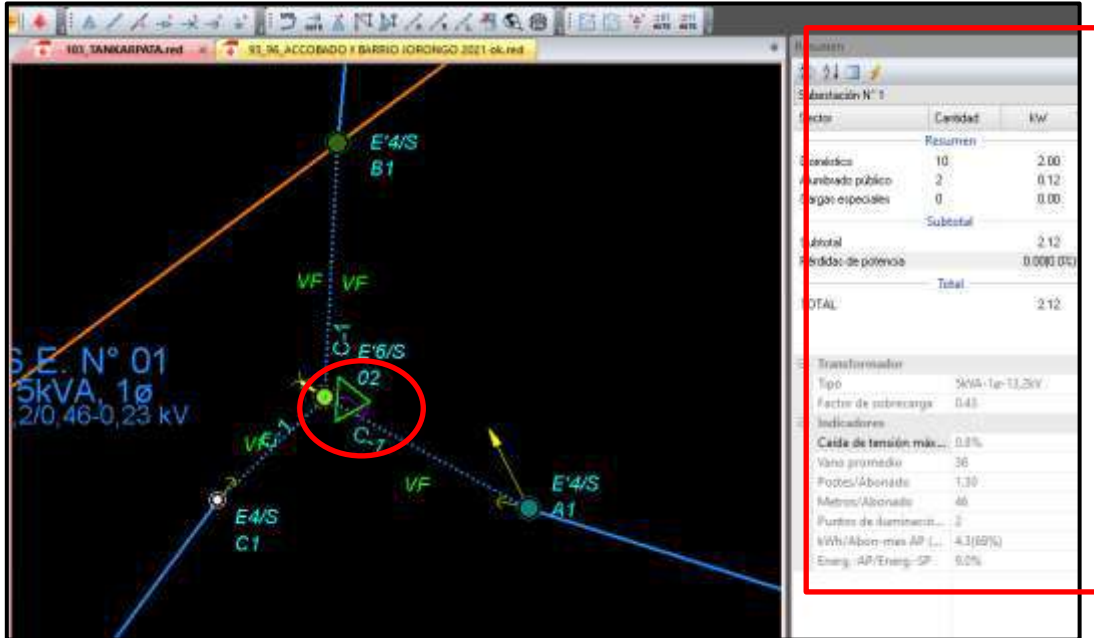 103_TANKARPATA.red
93_96_ACCOBADO Y BARRIO JORONGO 2021 ok.red
E'4/S
B1
VF VF
C-1
E'6/S
02
S.E. N° 01
5kVA, 1ø
,2/0,46-0,23 kV
VF
C-1
VF
E'4/S
A1
E4/S
C1
Resumen
Subestación N° 1
Sector Cantidad kW
Resumen
Doméstico 10 2.00
Alumbrado público 2 0.12
Cargas especiales 0 0.00
Subtotal
Subtotal 2.12
Pérdidas de potencia 0.00(0.0%)
Total
TOTAL 2.12
Transformador
Tipo 5kVA-1ø-13,2kV
Factor de sobrecarga 0.43
Indicadores
Caída de tensión máx... 0.8%
Vano promedio 36
Postes/Abonado 1.30
Metros/Abonado 46
Puntos de iluminaci... 2
kWh/Abon-mes AP (... 4.3(69%)
Energ.-AP/Energ.-SP 9.0%